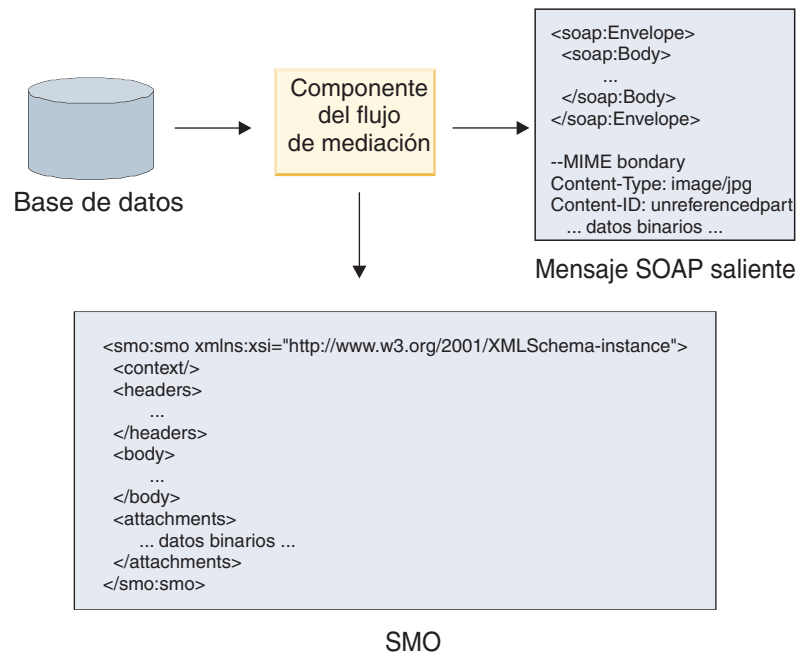 Base de datos
Componente
del flujo
de mediación
<soap:Envelope>
<soap:Body>
...
</soap:Body>
</soap:Envelope>
--MIME bondary
Content-Type: image/jpg
Content-ID: unreferencedpart
... datos binarios ...
Mensaje SOAP saliente
<smo:smo xmlns:xsi="http://www.w3.org/2001/XMLSchema-instance">
<context/>
<headers>
...
</headers>
<body>
...
</body>
<attachments>
... datos binarios ...
</attachments>
</smo:smo>
SMO